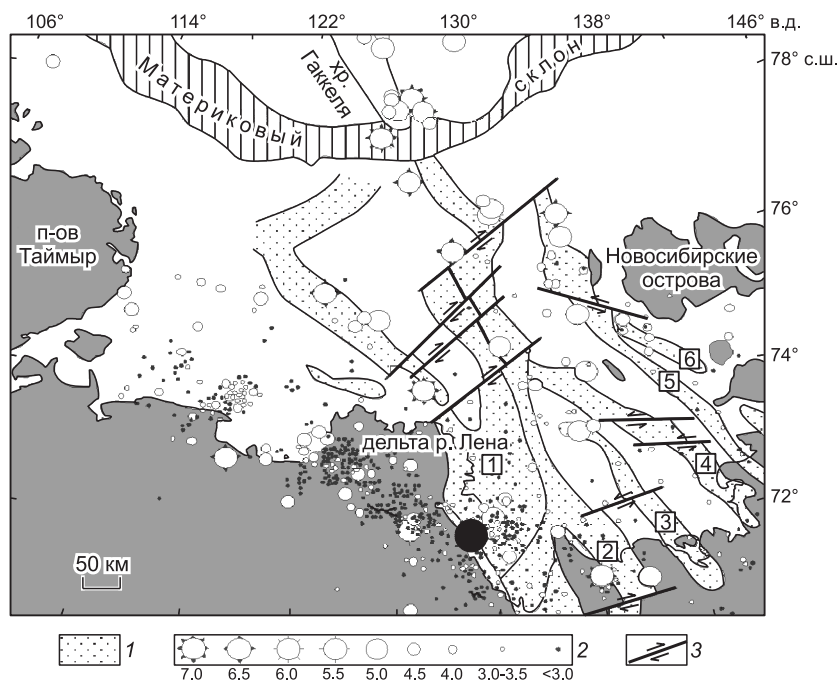 106° 114° 122° 130° 138° 146° в.д.
78° с.ш.
хр.
Гаккеля
Материковый
склон
76°
п-ов
Таймыр
Новосибирские
острова
74°
6
5
дельта р. Лена
1
4
72°
3
2
50 км
1 2 3
7.0 6.5 6.0 5.5 5.0 4.5 4.0 3.0-3.5 <3.0